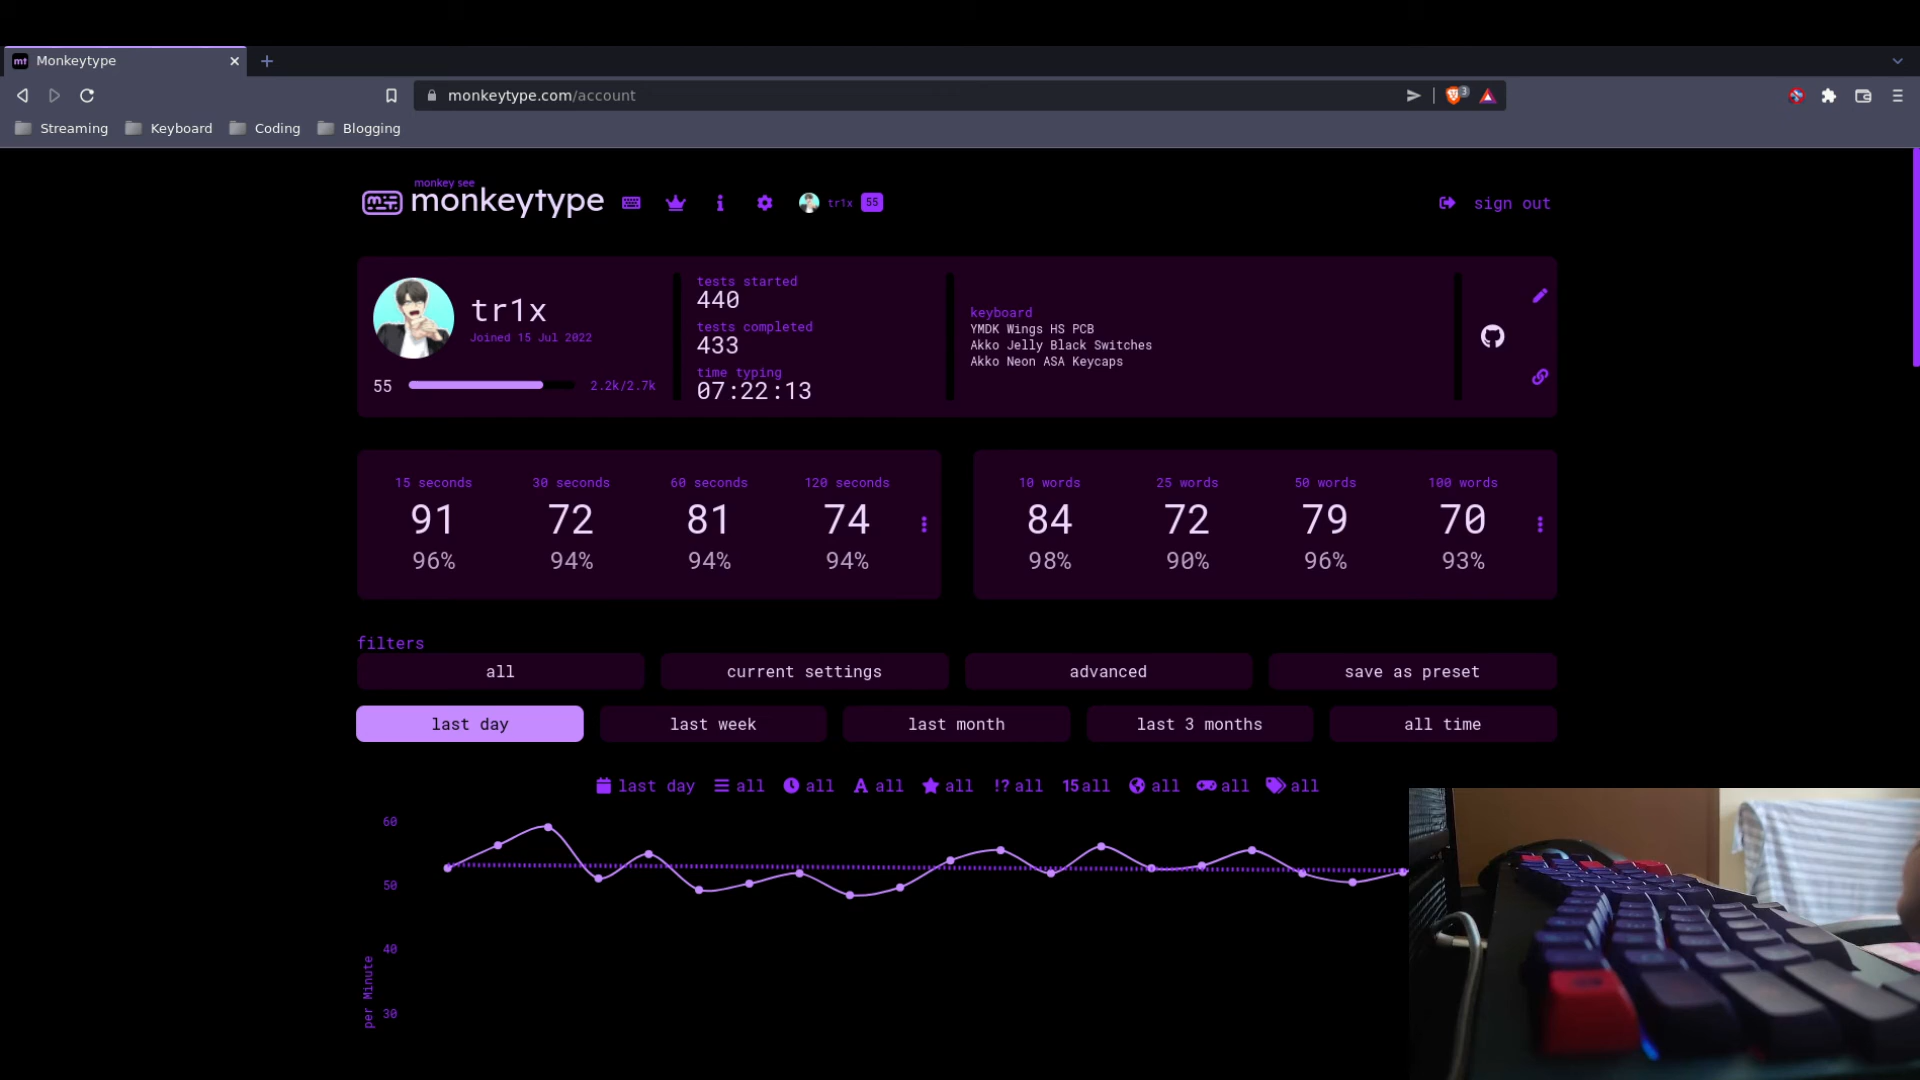 Monkeytype
monkeytype.com/account
3
Streaming Keyboard Coding Blogging
monkey see
monkeytype
tr1x 55
sign out
tr1x
Joined 15 Jul 2022
55 2.2k/2.7k
tests started
440
tests completed
433
time typing
07:22:13
keyboard
YMDK Wings HS PCB
Akko Jelly Black Switches
Akko Neon ASA Keycaps
15 seconds 30 seconds 60 seconds 120 seconds
91 72 81 74
96% 94% 94% 94%
10 words 25 words 50 words 100 words
84 72 79 70
98% 90% 96% 93%
filters
all current settings advanced save as preset
last day last week last month last 3 months all time
last day all all all all !? all 15 all all all all
60
50
40
30
per Minute